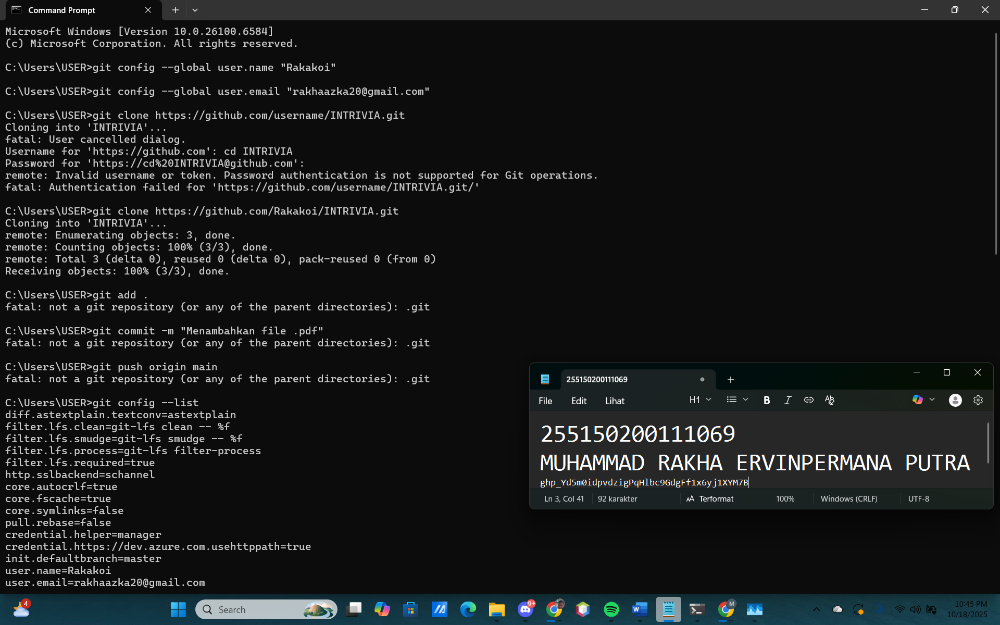 Command Prompt
Microsoft Windows [Version 10.0.26100.6584]
(c) Microsoft Corporation. All rights reserved.
C:\Users\USER>git config --global user.name "Rakakoi"
C:\Users\USER>git config --global user.email "rakhaazka20@gmail.com"
C:\Users\USER>git clone https://github.com/username/INTRIVIA.git
Cloning into 'INTRIVIA'...
fatal: User cancelled dialog.
Username for 'https://github.com': cd INTRIVIA
Password for 'https://cd%20INTRIVIA@github.com':
remote: Invalid username or token. Password authentication is not supported for Git operations.
fatal: Authentication failed for 'https://github.com/username/INTRIVIA.git/'
C:\Users\USER>git clone https://github.com/Rakakoi/INTRIVIA.git
Cloning into 'INTRIVIA'...
remote: Enumerating objects: 3, done.
remote: Counting objects: 100% (3/3), done.
remote: Total 3 (delta 0), reused 0 (delta 0), pack-reused 0 (from 0)
Receiving objects: 100% (3/3), done.
C:\Users\USER>git add .
fatal: not a git repository (or any of the parent directories): .git
C:\Users\USER>git commit -m "Menambahkan file .pdf"
fatal: not a git repository (or any of the parent directories): .git
C:\Users\USER>git push origin main
fatal: not a git repository (or any of the parent directories): .git
C:\Users\USER>git config --list
diff.astextplain.textconv=astextplain
filter.lfs.clean=git-lfs clean -- %f
filter.lfs.smudge=git-lfs smudge -- %f
filter.lfs.process=git-lfs filter-process
filter.lfs.required=true
http.sslbackend=schannel
core.autocrlf=true
core.fscache=true
core.symlinks=false
pull.rebase=false
credential.helper=manager
credential.https://dev.azure.com.usehttppath=true
init.defaultbranch=master
user.name=Rakakoi
user.email=rakhaazka20@gmail.com
255150200111069
File Edit Lihat H1
255150200111069
MUHAMMAD RAKHA ERVINPERMANA PUTRA
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
Ln 3, Col 41 92 karakter Terformat 100% Windows (CRLF) UTF-8
4 Search 9+ M 10:45 PM
10/18/2025